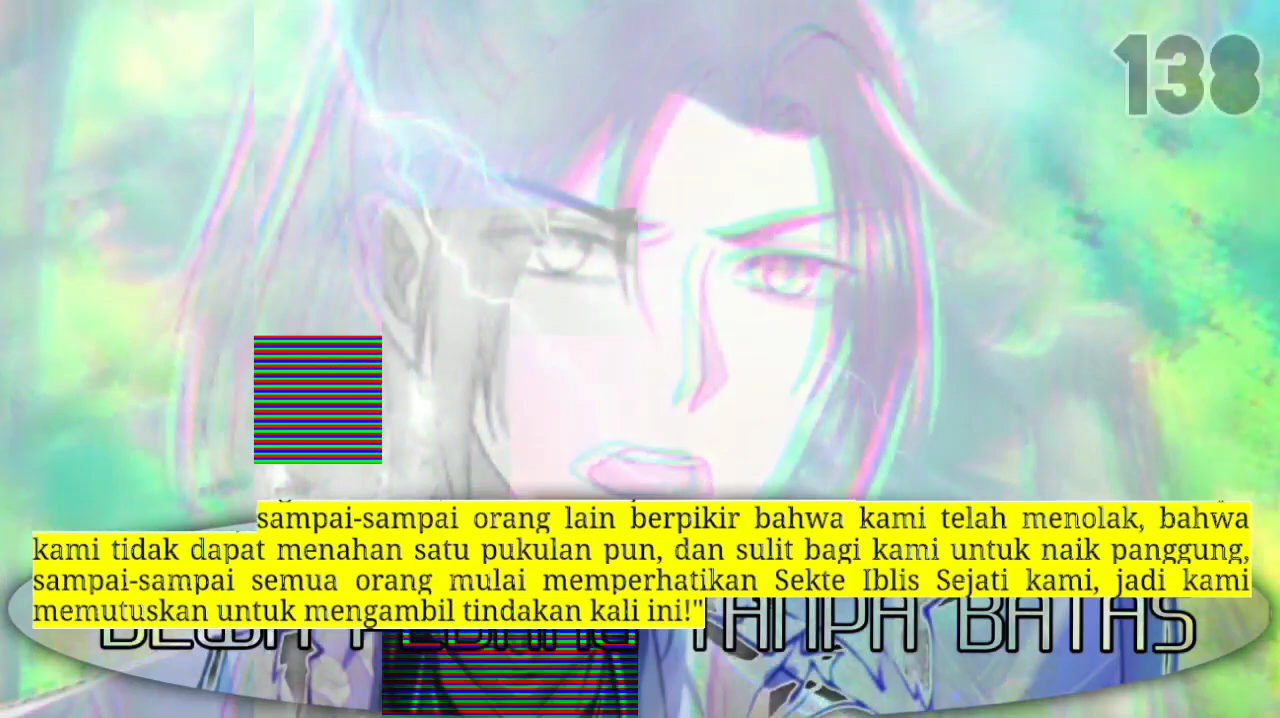 138
sampai-sampai orang lain berpikir bahwa kami telah menolak, bahwa
kami tidak dapat menahan satu pukulan pun, dan sulit bagi kami untuk naik panggung,
sampai-sampai semua orang mulai memperhatikan Sekte Iblis Sejati kami, jadi kami
memutuskan untuk mengambil tindakan kali ini!"
DEWA PEDANG TANPA BATAS